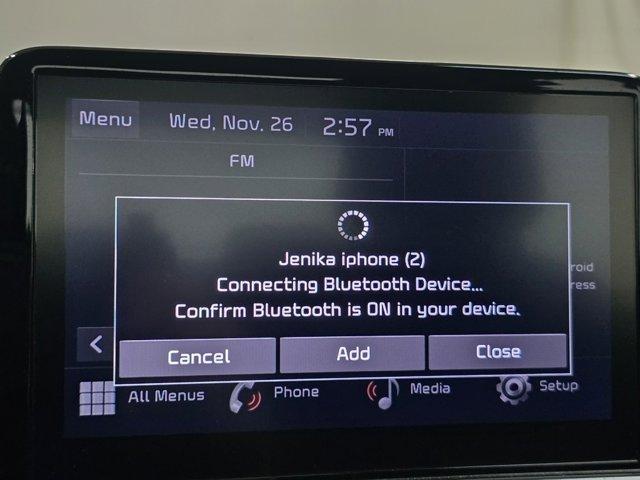 Menu Wed, Nov. 26 2:57 PM
FM
Jenika iphone (2)
Connecting Bluetooth Device...
Confirm Bluetooth is ON in your device.
Cancel Add Close
All Menus Phone Media Setup